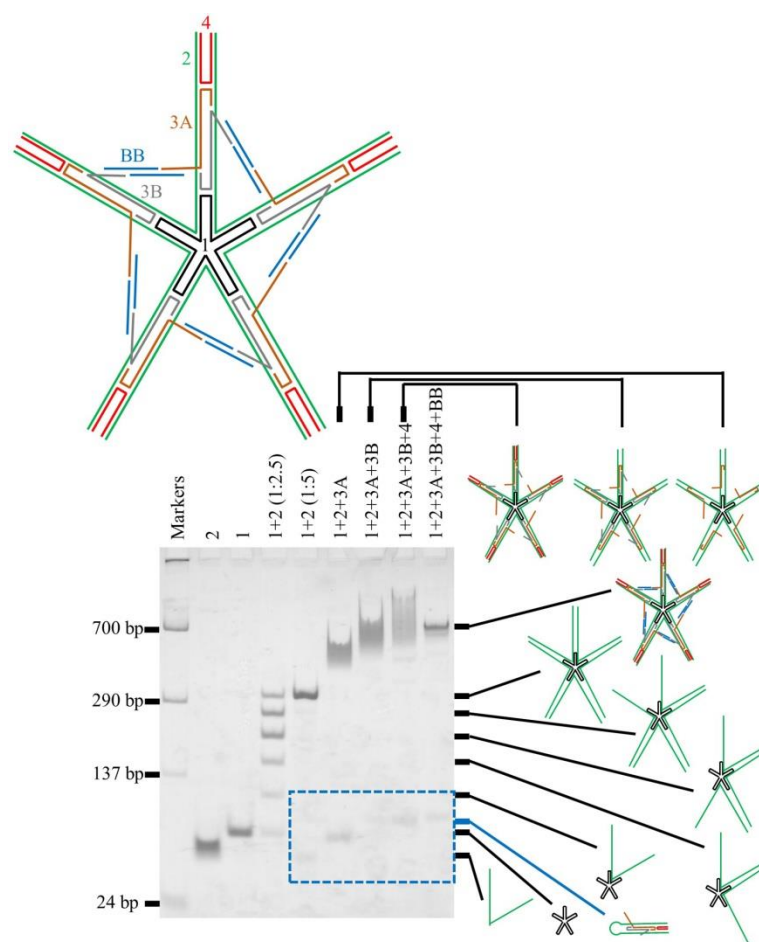 4
2
3A
BB
3B
1
Markers
2
1
1+2 (1:2.5)
1+2 (1:5)
1+2+3A
1+2+3A+3B
1+2+3A+3B+4
1+2+3A+3B+4+BB
700 bp
290 bp
137 bp
24 bp